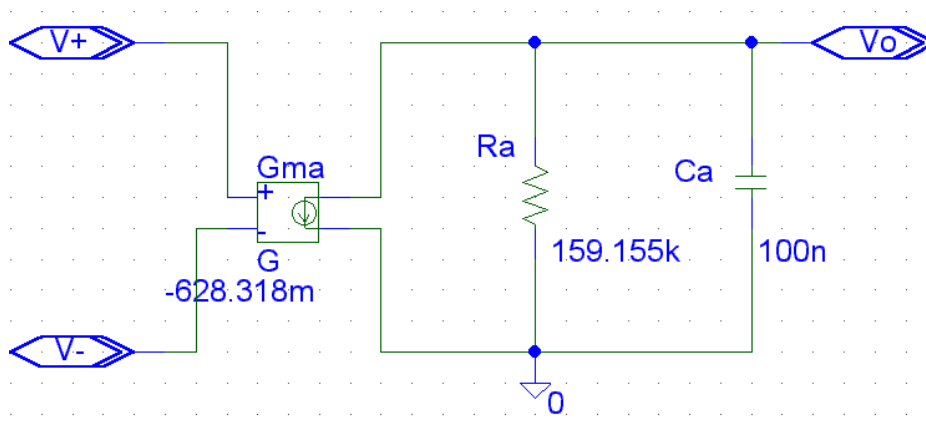 V+
Vo
Gma
Ra
Ca
+
-
G
159.155k
100n
-628.318m
V-
0